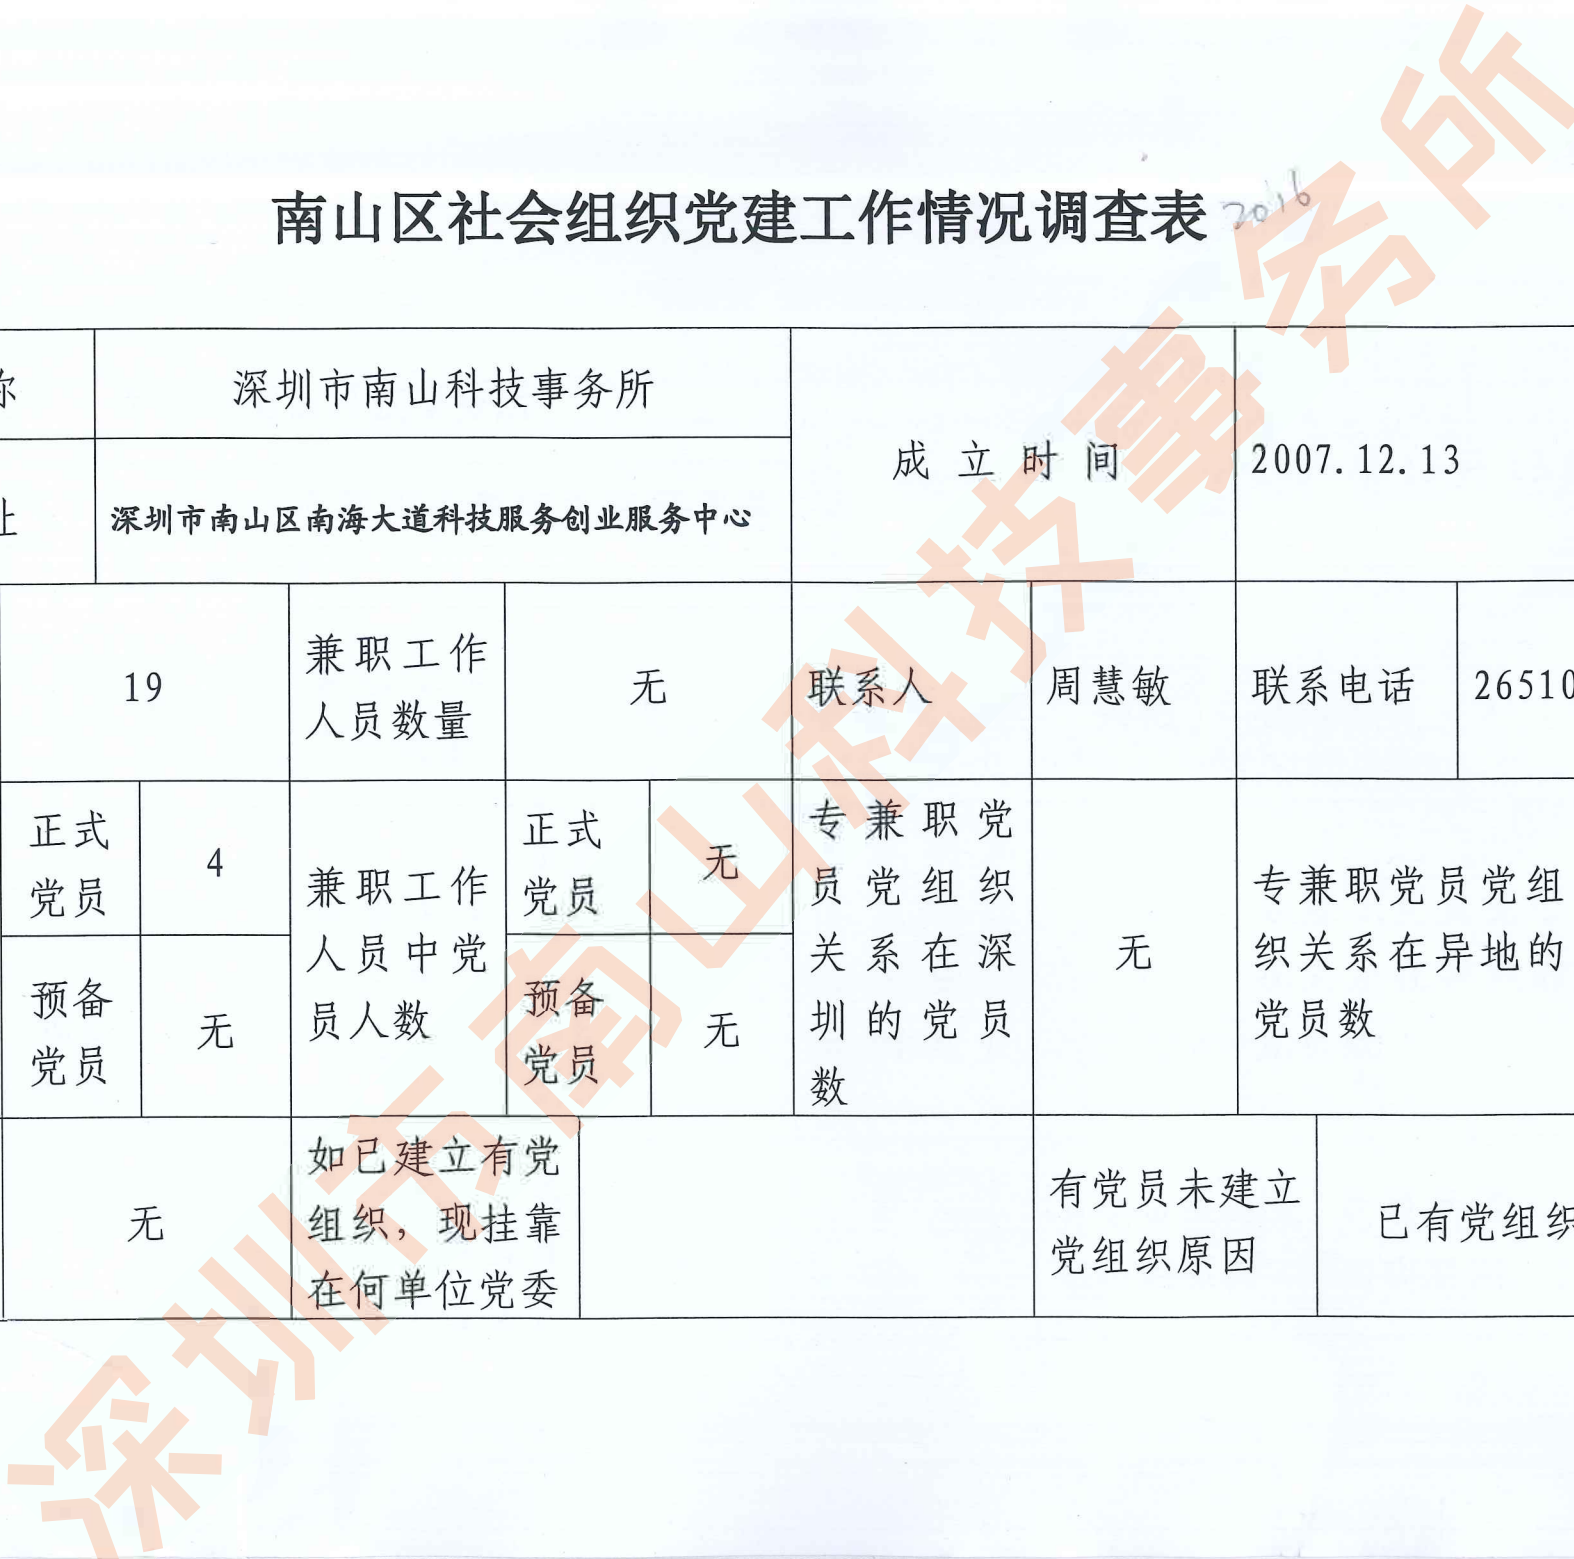 南山区社会组织党建工作情况调查表 2016
称
深圳市南山科技事务所
成立时间
2007.12.13
址
深圳市南山区南海大道科技服务创业服务中心
19
兼职工作
人员数量
无
联系人
周慧敏
联系电话
26510
正式
党员
4
预备
党员
无
兼职工作
人员中党
员人数
正式
党员
无
预备
党员
无
专兼职党
员党组织
关系在深
圳的党员
数
无
专兼职党员党组
织关系在异地的
党员数
无
如已建立有党
组织，现挂靠
在何单位党委
有党员未建立
党组织原因
已有党组织
深圳市南山科技事务所